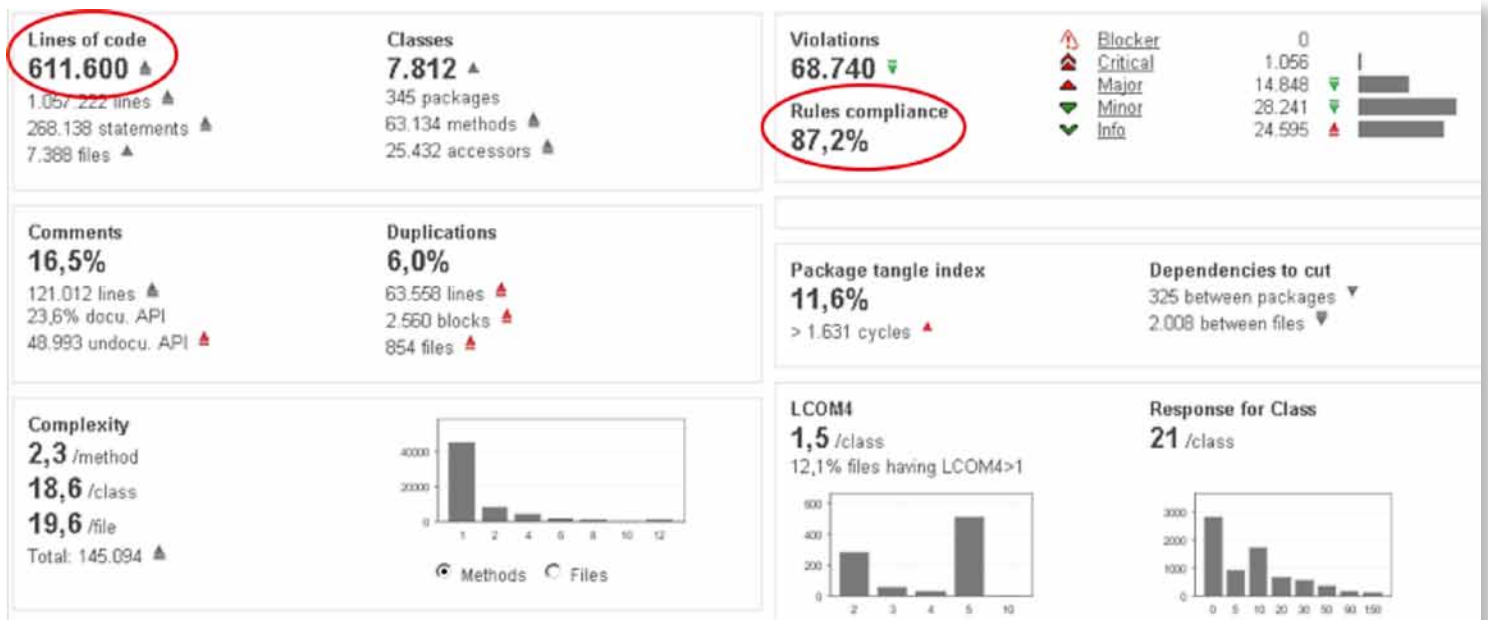 Lines of code
611.600
1.057.222 lines
268.138 statements
7.388 files
Classes
7.812
345 packages
63.134 methods
25.432 accessors
Violations
68.740
Rules compliance
87,2%
Blocker 0
Critical 1.056
Major 14.848
Minor 28.241
Info 24.595
Comments
16,5%
121.012 lines
23,6% docu. API
48.993 undocu. API
Duplications
6,0%
63.558 lines
2.560 blocks
854 files
Package tangle index
11,6%
> 1.631 cycles
Dependencies to cut
325 between packages
2.008 between files
Complexity
2,3 /method
18,6 /class
19,6 /file
Total: 145.094
40000
20000
0
1 2 4 6 8 10 12
Methods Files
LCOM4
1,5 /class
12,1% files having LCOM4>1
600
400
200
0
2 3 4 5 10
Response for Class
21 /class
3000
2000
1000
0
0 5 10 20 30 50 90 150